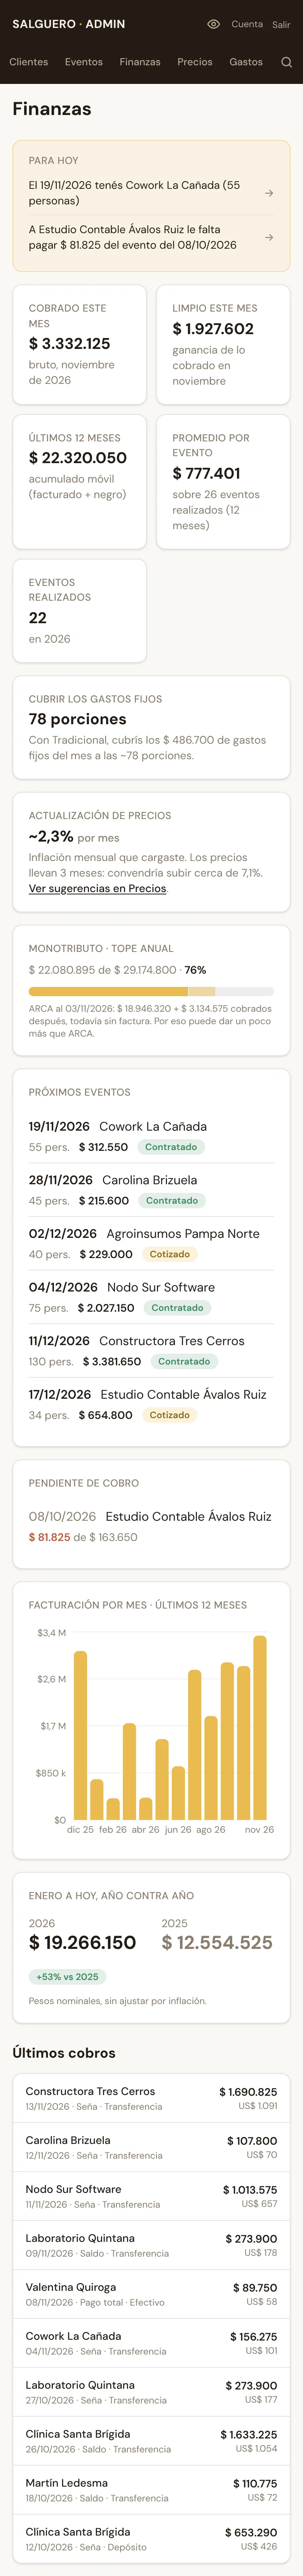 SALGUERO · ADMIN
Cuenta
Salir
Clientes
Eventos
Finanzas
Precios
Gastos
Finanzas
PARA HOY
El 19/11/2026 tenés Cowork La Cañada (55
personas)
→
A Estudio Contable Ávalos Ruiz le falta
pagar $ 81.825 del evento del 08/10/2026
→
COBRADO ESTE
MES
$ 3.332.125
bruto, noviembre
de 2026
LIMPIO ESTE MES
$ 1.927.602
ganancia de lo
cobrado en
noviembre
ÚLTIMOS 12 MESES
$ 22.320.050
acumulado móvil
(facturado + negro)
PROMEDIO POR
EVENTO
$ 777.401
sobre 26 eventos
realizados (12
meses)
EVENTOS
REALIZADOS
22
en 2026
CUBRIR LOS GASTOS FIJOS
78 porciones
Con Tradicional, cubrís los $ 486.700 de gastos
fijos del mes a las ~78 porciones.
ACTUALIZACIÓN DE PRECIOS
~2,3% por mes
Inflación mensual que cargaste. Los precios
llevan 3 meses: convendría subir cerca de 7,1%.
Ver sugerencias en Precios.
MONOTRIBUTO · TOPE ANUAL
$ 22.080.895 de $ 29.174.800 · 76%
ARCA al 03/11/2026: $ 18.946.320 + $ 3.134.575 cobrados
después, todavía sin factura. Por eso puede dar un poco
más que ARCA.
PRÓXIMOS EVENTOS
19/11/2026 Cowork La Cañada
55 pers. $ 312.550 Contratado
28/11/2026 Carolina Brizuela
45 pers. $ 215.600 Contratado
02/12/2026 Agroinsumos Pampa Norte
40 pers. $ 229.000 Cotizado
04/12/2026 Nodo Sur Software
75 pers. $ 2.027.150 Contratado
11/12/2026 Constructora Tres Cerros
130 pers. $ 3.381.650 Contratado
17/12/2026 Estudio Contable Ávalos Ruiz
34 pers. $ 654.800 Cotizado
PENDIENTE DE COBRO
08/10/2026 Estudio Contable Ávalos Ruiz
$ 81.825 de $ 163.650
FACTURACIÓN POR MES · ÚLTIMOS 12 MESES
$3,4 M
$2,6 M
$1,7 M
$850 k
$0
dic 25 feb 26 abr 26 jun 26 ago 26 nov 26
ENERO A HOY, AÑO CONTRA AÑO
2026
$ 19.266.150
2025
$ 12.554.525
+53% vs 2025
Pesos nominales, sin ajustar por inflación.
Últimos cobros
Constructora Tres Cerros $ 1.690.825
13/11/2026 · Seña · Transferencia US$ 1.091
Carolina Brizuela $ 107.800
12/11/2026 · Seña · Transferencia US$ 70
Nodo Sur Software $ 1.013.575
11/11/2026 · Seña · Transferencia US$ 657
Laboratorio Quintana $ 273.900
09/11/2026 · Saldo · Transferencia US$ 178
Valentina Quiroga $ 89.750
08/11/2026 · Pago total · Efectivo US$ 58
Cowork La Cañada $ 156.275
04/11/2026 · Seña · Transferencia US$ 101
Laboratorio Quintana $ 273.900
27/10/2026 · Seña · Transferencia US$ 177
Clínica Santa Brígida $ 1.633.225
26/10/2026 · Saldo · Transferencia US$ 1.054
Martín Ledesma $ 110.775
18/10/2026 · Saldo · Transferencia US$ 72
Clínica Santa Brígida $ 653.290
12/10/2026 · Seña · Depósito US$ 426